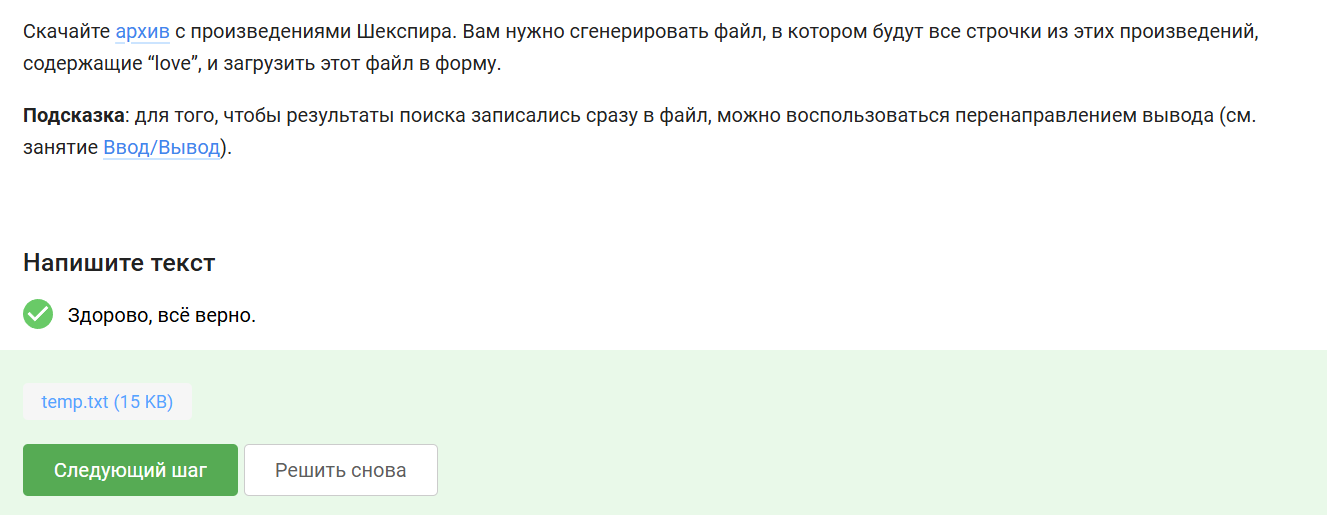 Скачайте архив с произведениями Шекспира. Вам нужно сгенерировать файл, в котором будут все строчки из этих произведений,
содержащие “love”, и загрузить этот файл в форму.
Подсказка: для того, чтобы результаты поиска записались сразу в файл, можно воспользоваться перенаправлением вывода (см.
занятие Ввод/Вывод).
Напишите текст
Здорово, всё верно.
temp.txt (15 KB)
Следующий шаг Решить снова